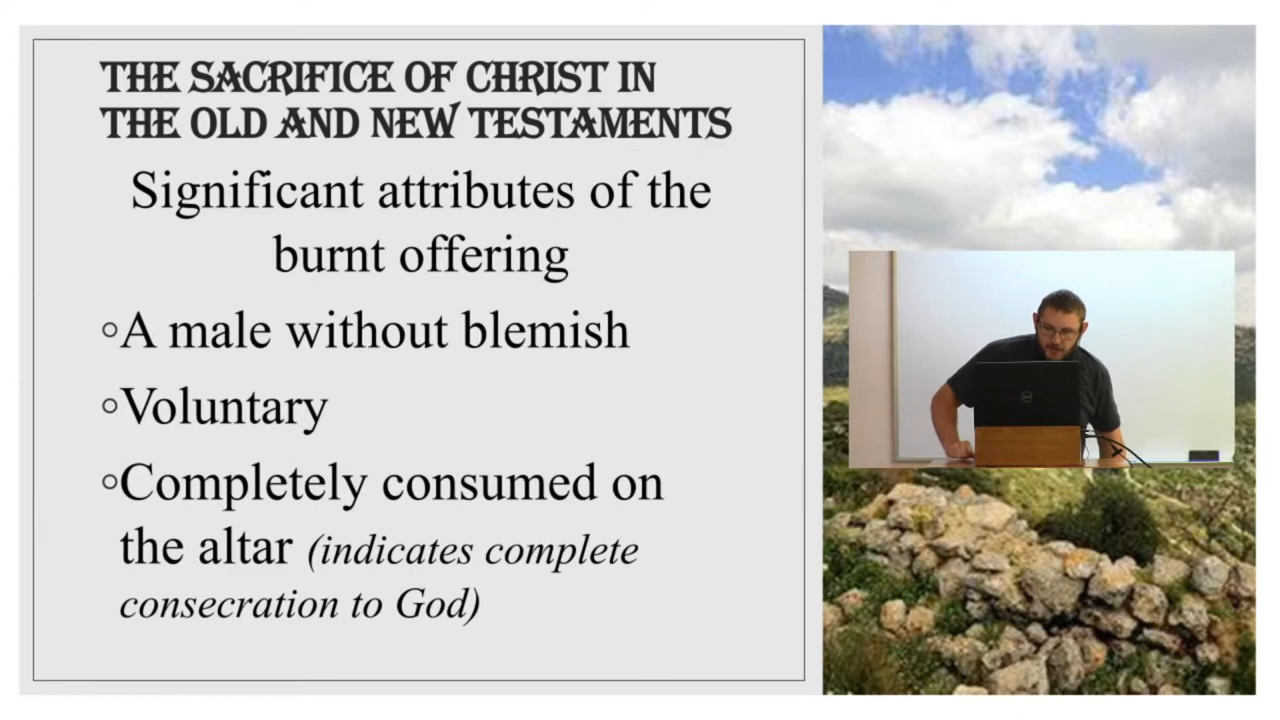 THE SACRIFICE OF CHRIST IN
THE OLD AND NEW TESTAMENTS
Significant attributes of the
burnt offering
◦A male without blemish
◦Voluntary
◦Completely consumed on
the altar (indicates complete
consecration to God)